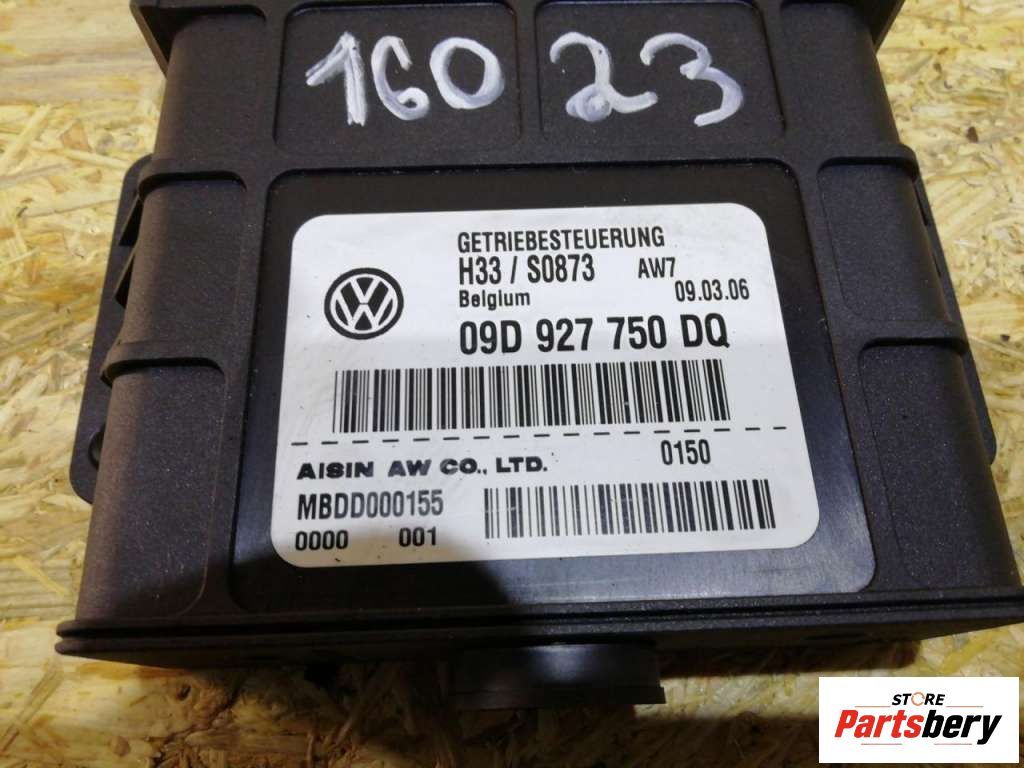 16023
GETRIEBESTEUERUNG
H33 / S0873 AW7
Belgium 09.03.06
09D 927 750 DQ
AISIN AW CO., LTD. 0150
MBDD000155
0000 001
STORE
Partsbery